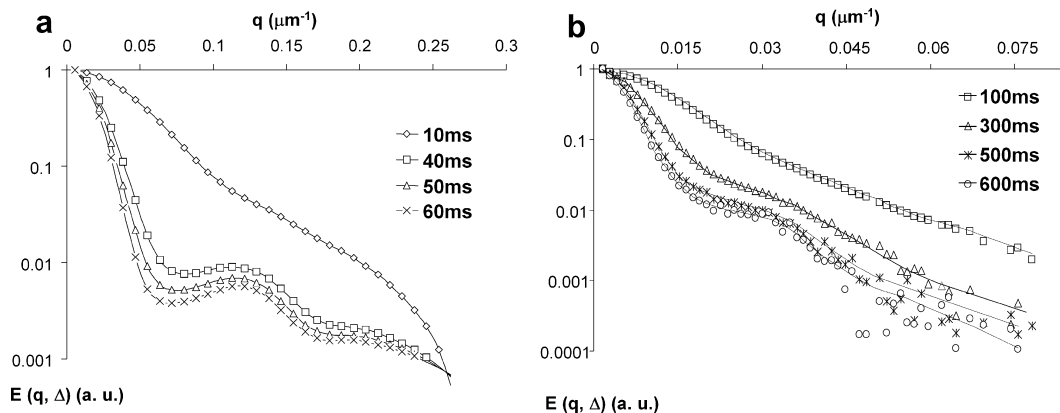 a
q (μm⁻¹)
0 0.05 0.1 0.15 0.2 0.25 0.3
1
0.1
0.01
0.001
10ms
40ms
50ms
60ms
E (q, Δ) (a. u.)
b
q (μm⁻¹)
0 0.015 0.03 0.045 0.06 0.075
1
0.1
0.01
0.001
0.0001
100ms
300ms
500ms
600ms
E (q, Δ) (a. u.)